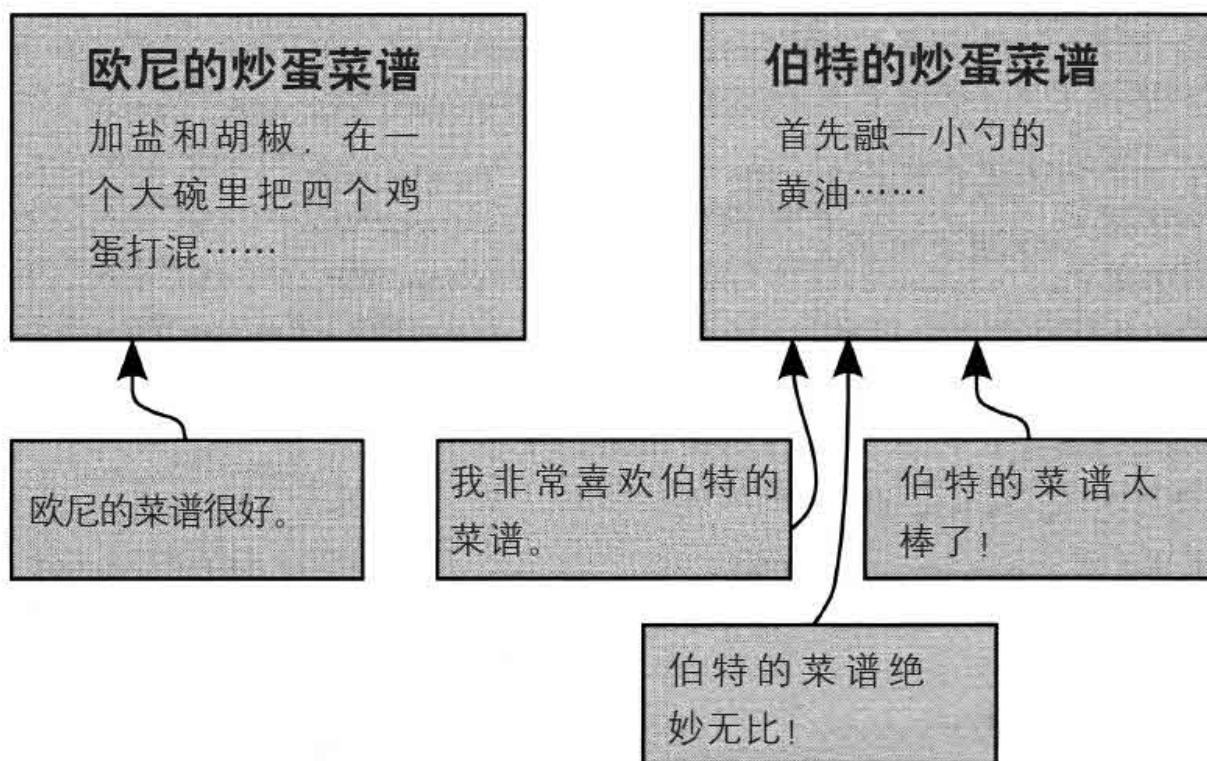 欧尼的炒蛋菜谱
加盐和胡椒，在一
个大碗里把四个鸡
蛋打混……
伯特的炒蛋菜谱
首先融一小勺的
黄油……
欧尼的菜谱很好。
我非常喜欢伯特的
菜谱。
伯特的菜谱太
棒了！
伯特的菜谱绝
妙无比！